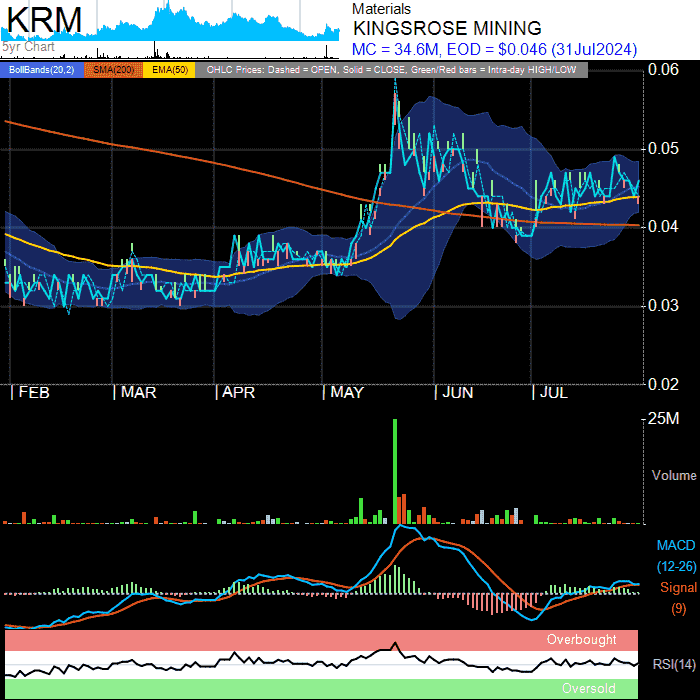 KRM
5yr Chart
Materials
KINGSROSE MINING
MC = 34.6M, EOD = $0.046 (31Jul2024)
BollBands(20,2) SMA(200) EMA(50) CHLC Prices: Dashed = OPEN, Solid = CLOSE, Green/Red bars = Intra-day HIGH/LOW
0.06
0.05
0.04
0.03
0.02
FEB MAR APR MAY JUN JUL
25M
Volume
MACD
(12-26)
Signal
(9)
Overbought
RSI(14)
Oversold